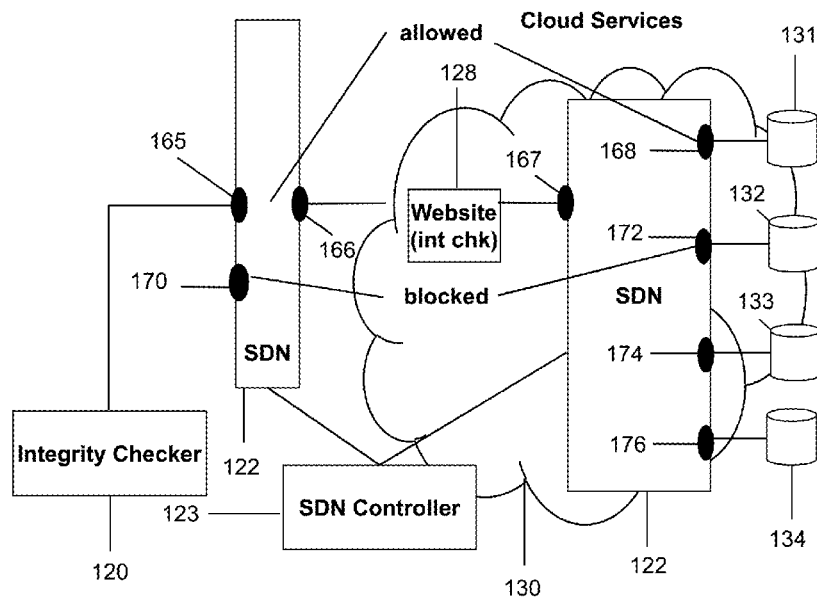 Cloud Services
allowed
131
128
165
167
168
132
Website
(int chk)
166
172
170
blocked
SDN
133
SDN
174
Integrity Checker
122
176
SDN Controller
123
120
130
122
134